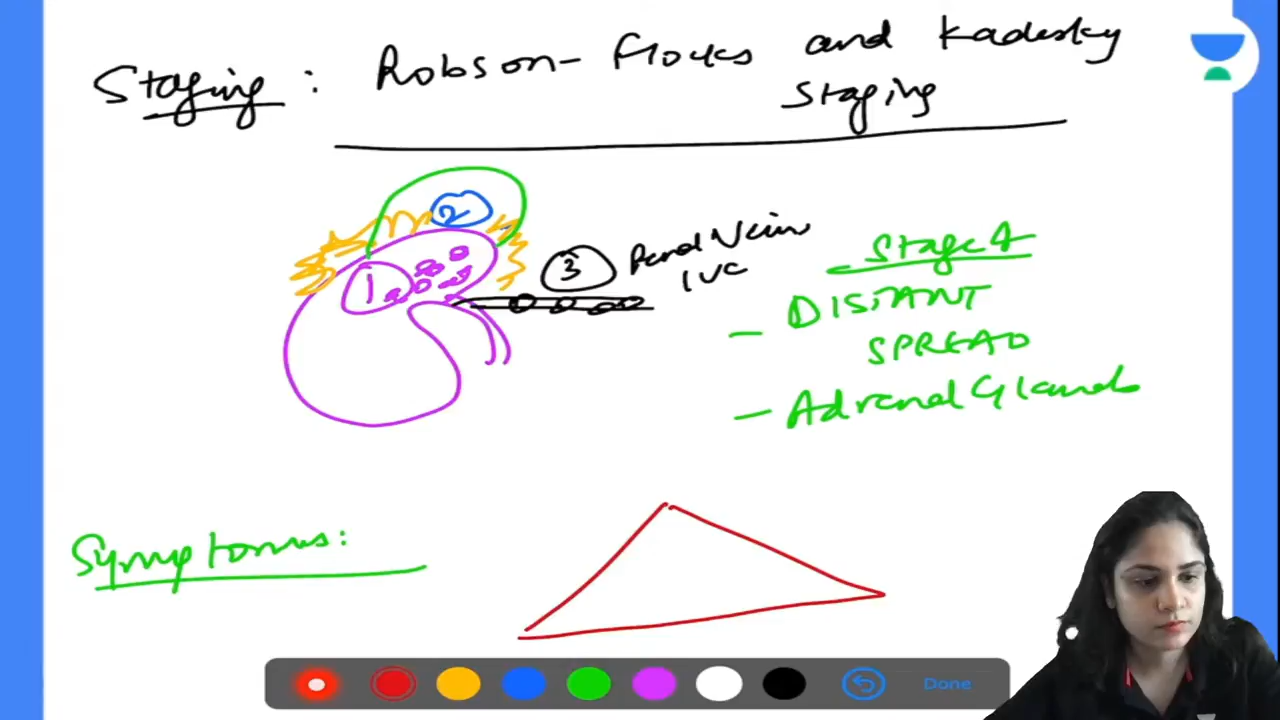 Staging : Robson - Flocks and Kadesky
Staging
2
1
3
Renal Vein
IVC
Stage 4
- DISTANT
SPREAD
- Adrenal Glands
Symptoms:
Done